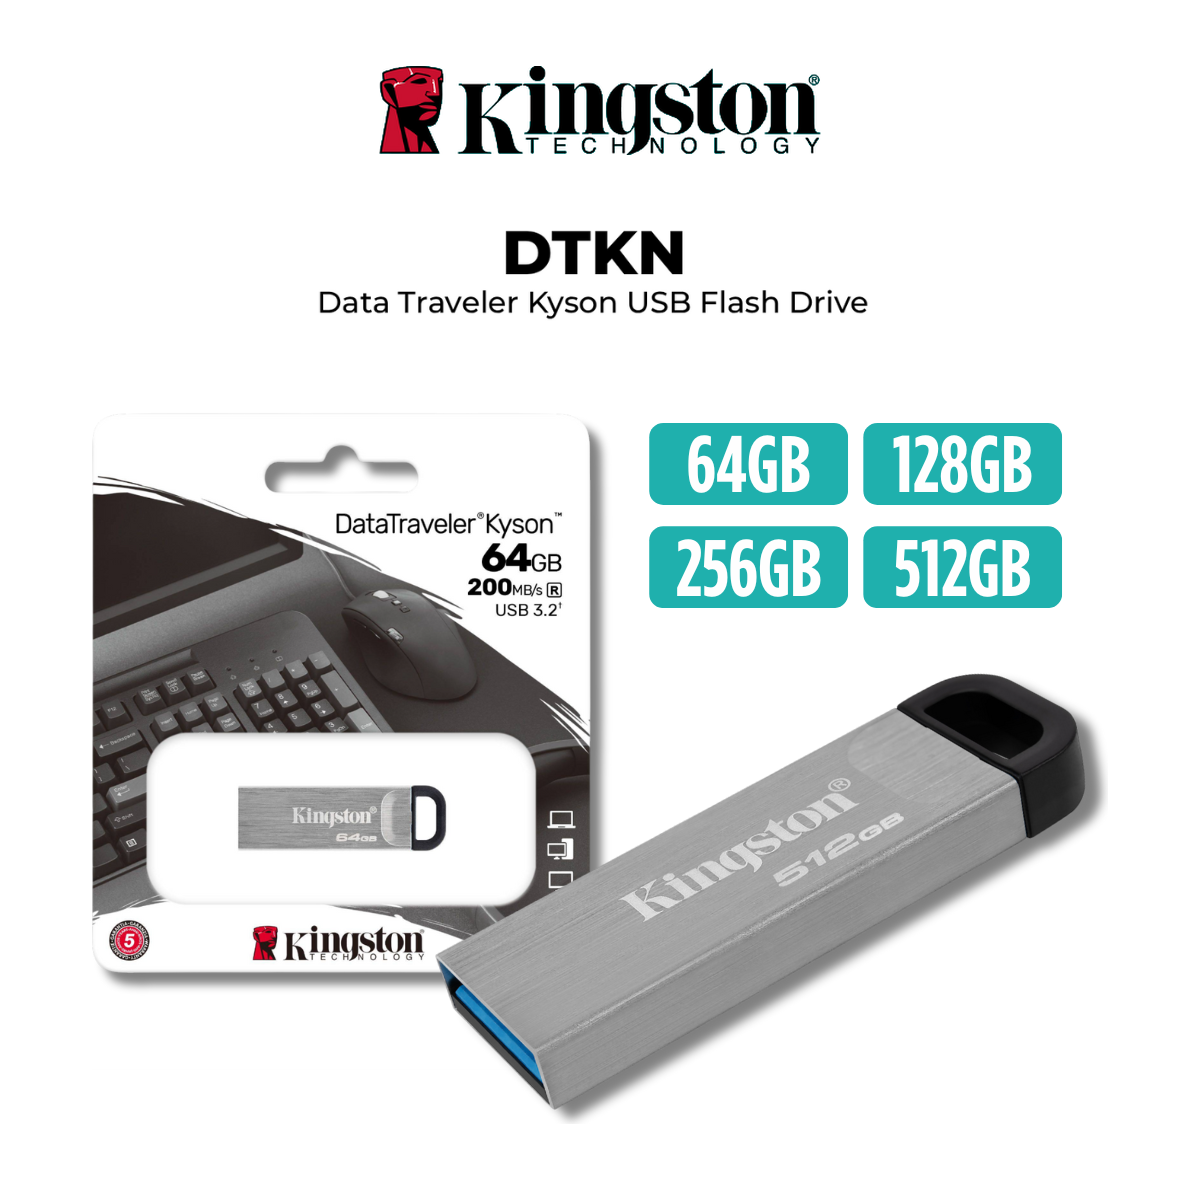 Kingston®
TECHNOLOGY
DTKN
Data Traveler Kyson USB Flash Drive
64GB
128GB
256GB
512GB
DataTraveler® Kyson™
64GB
200MB/s R
USB 3.2†
Kingston®
64GB
5
Kingston
TECHNOLOGY
Kingston®
512GB